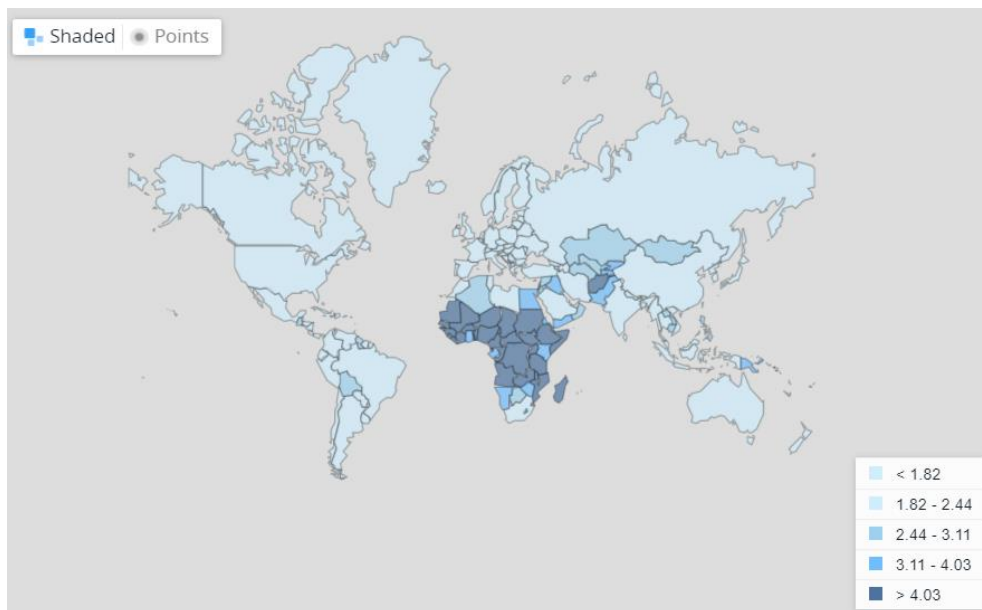 Shaded
Points
< 1.82
1.82 - 2.44
2.44 - 3.11
3.11 - 4.03
> 4.03